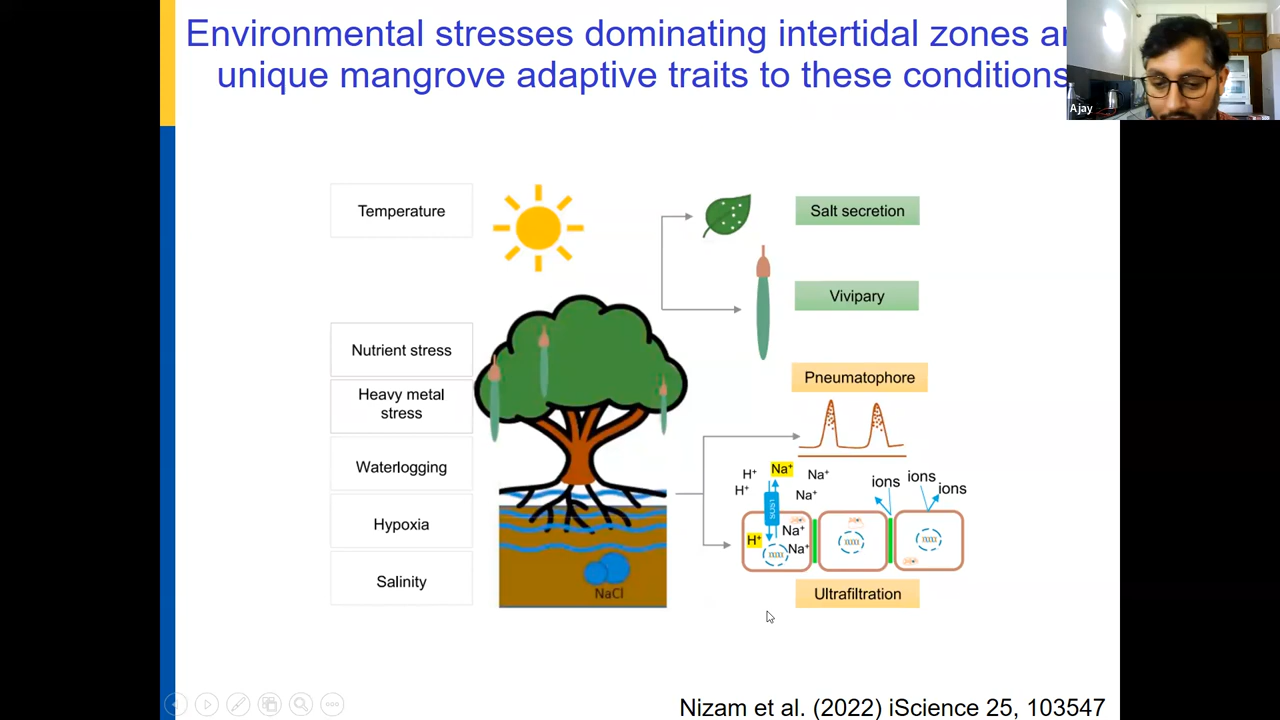 Environmental stresses dominating intertidal zones a
unique mangrove adaptive traits to these conditions
Ajay
Temperature
Salt secretion
Vivipary
Nutrient stress
Heavy metal
stress
Waterlogging
Hypoxia
Salinity
Pneumatophore
H⁺
Na⁺
Na⁺
H⁺
Na⁺
ions
ions
ions
SOS1
Na⁺
H⁺
Na⁺
NaCl
Ultrafiltration
Nizam et al. (2022) iScience 25, 103547